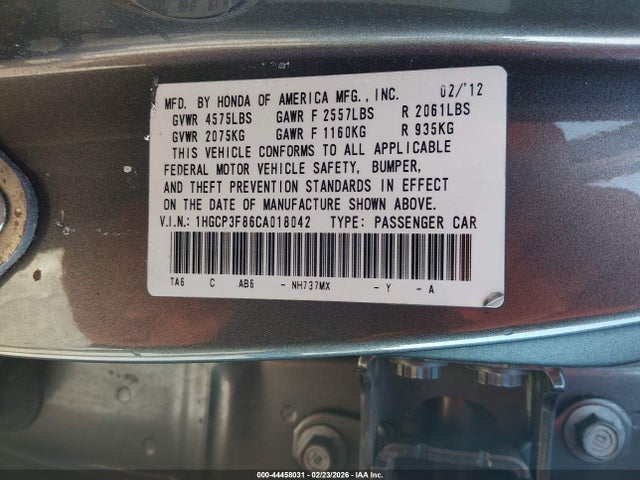 MFD. BY HONDA OF AMERICA MFG., INC. 02/'12
GVWR 4575LBS GAWR F 2557LBS R 2061LBS
GVWR 2075KG GAWR F 1160KG R 935KG
THIS VEHICLE CONFORMS TO ALL APPLICABLE
FEDERAL MOTOR VEHICLE SAFETY, BUMPER,
AND THEFT PREVENTION STANDARDS IN EFFECT
ON THE DATE OF MANUFACTURE SHOWN ABOVE.
V.I.N.: 1HGCP3F86CA018042 TYPE: PASSENGER CAR
TA6 C AB6 - NH737MX - Y - A
000-44458031 - 02/23/2026 - IAA Inc. Copyright